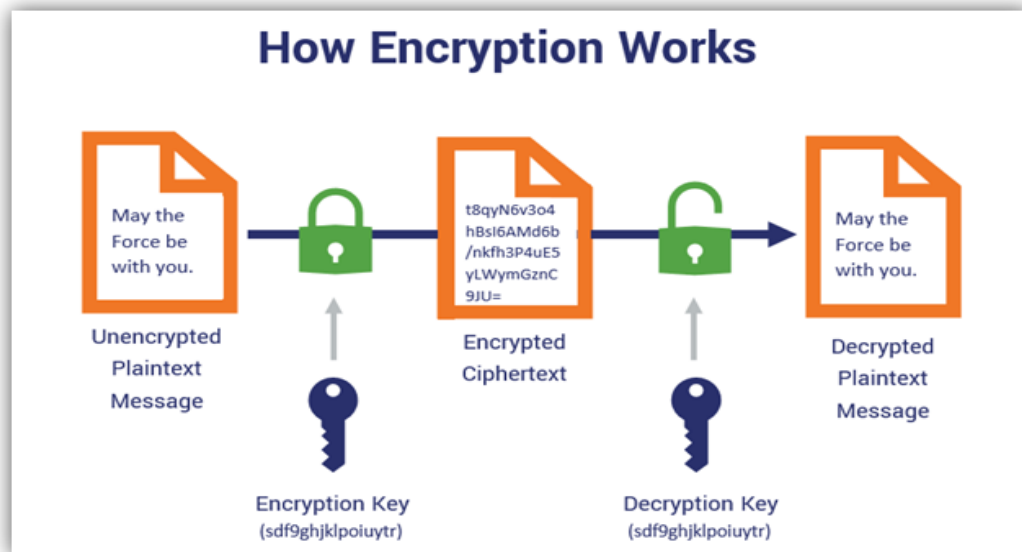 How Encryption Works
May the
Force be
with you.
t8qyN6v3o4
hBsI6AMd6b
/nkfh3P4uE5
yLWymGznC
9JU=
May the
Force be
with you.
Unencrypted
Plaintext
Message
Encrypted
Ciphertext
Decrypted
Plaintext
Message
Encryption Key
(sdf9ghjklpoiuytr)
Decryption Key
(sdf9ghjklpoiuytr)